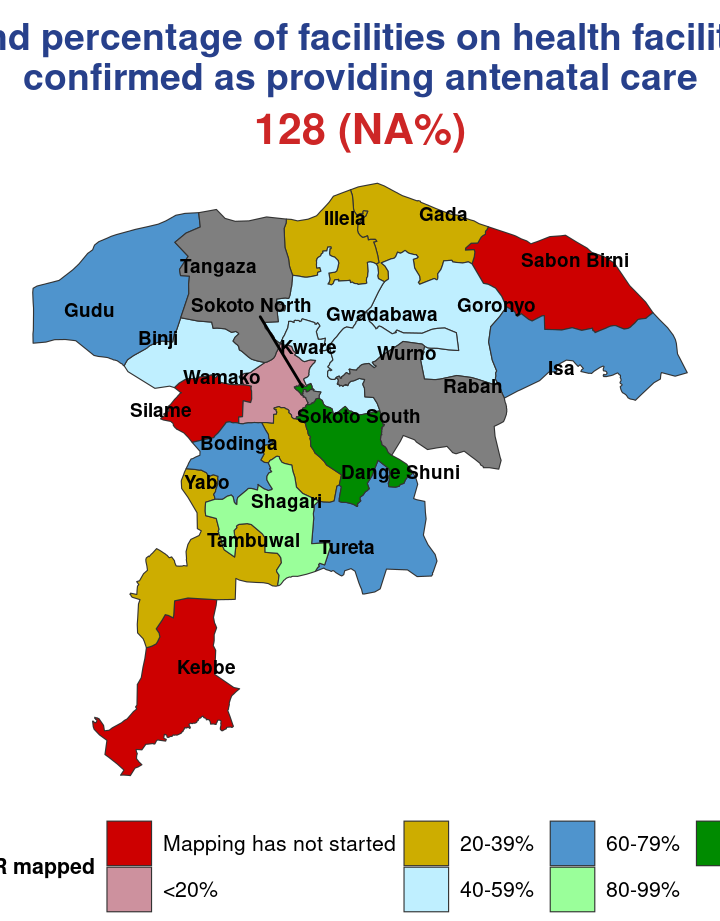 nd percentage of facilities on health facilit
confirmed as providing antenatal care
128 (NA%)
Illela
Gada
Tangaza
Sabon Birni
Gudu
Sokoto North
Goronyo
Gwadabawa
Binji
Kware
Wurno
Isa
Wamako
Rabah
Silame
Sokoto South
Bodinga
Dange Shuni
Yabo
Shagari
Tambuwal
Tureta
Kebbe
R mapped
Mapping has not started
<20%
20-39%
40-59%
60-79%
80-99%